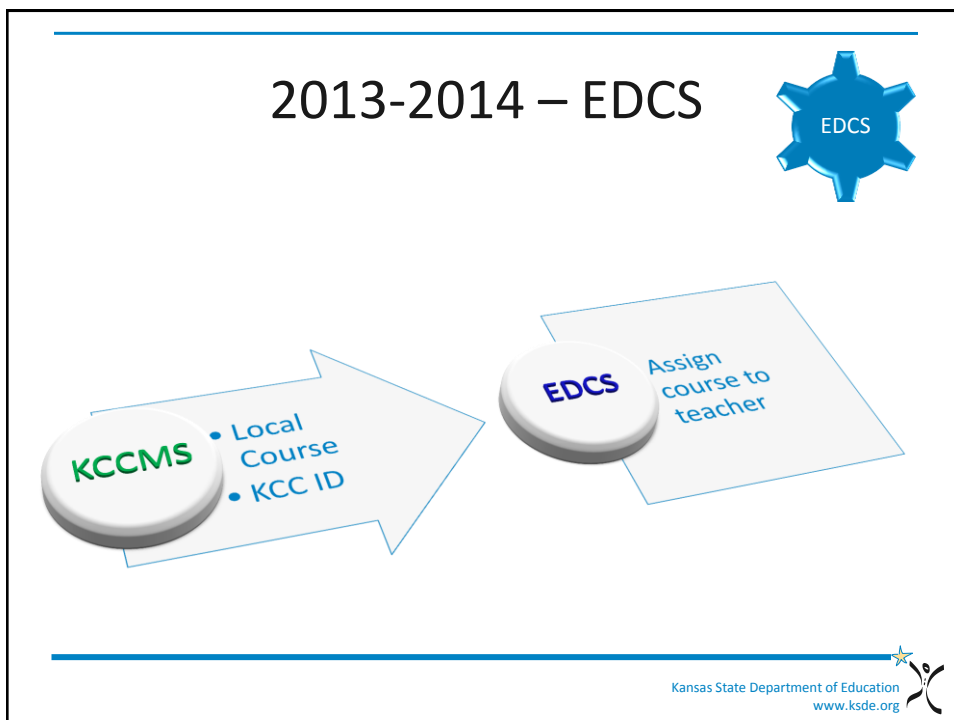 2013-2014 – EDCS
EDCS
KCCMS
• Local
Course
• KCC ID
EDCS
Assign
course to
teacher
Kansas State Department of Education
www.ksde.org